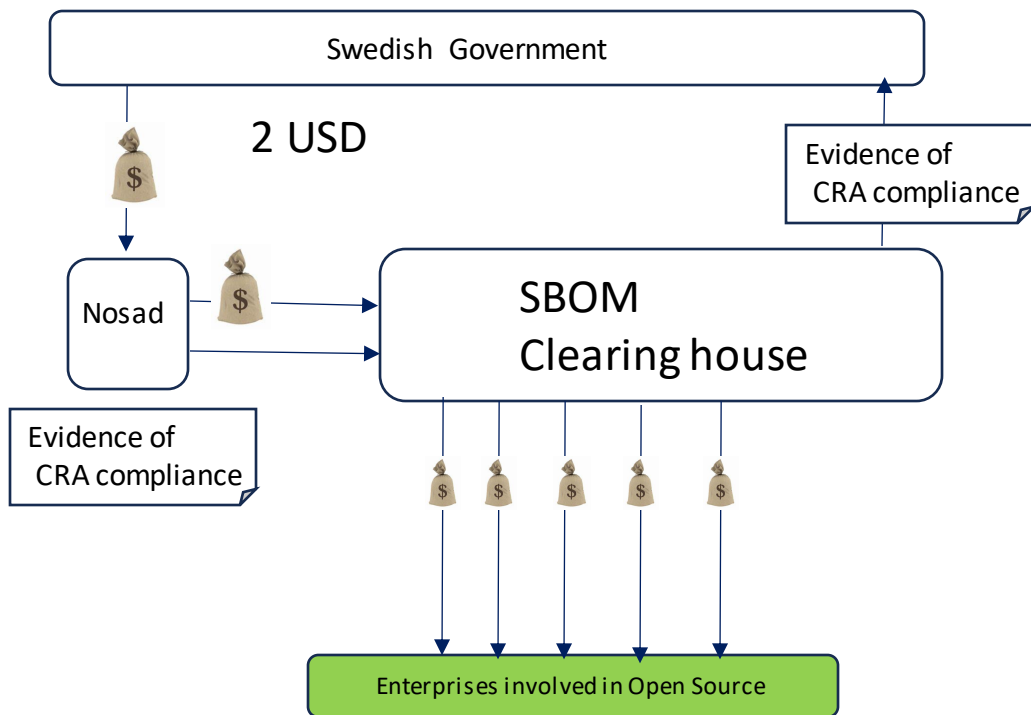 Swedish Government
2 USD
$
Evidence of
CRA compliance
$
Nosad
SBOM
Clearing house
Evidence of
CRA compliance
$ $ $ $ $
Enterprises involved in Open Source